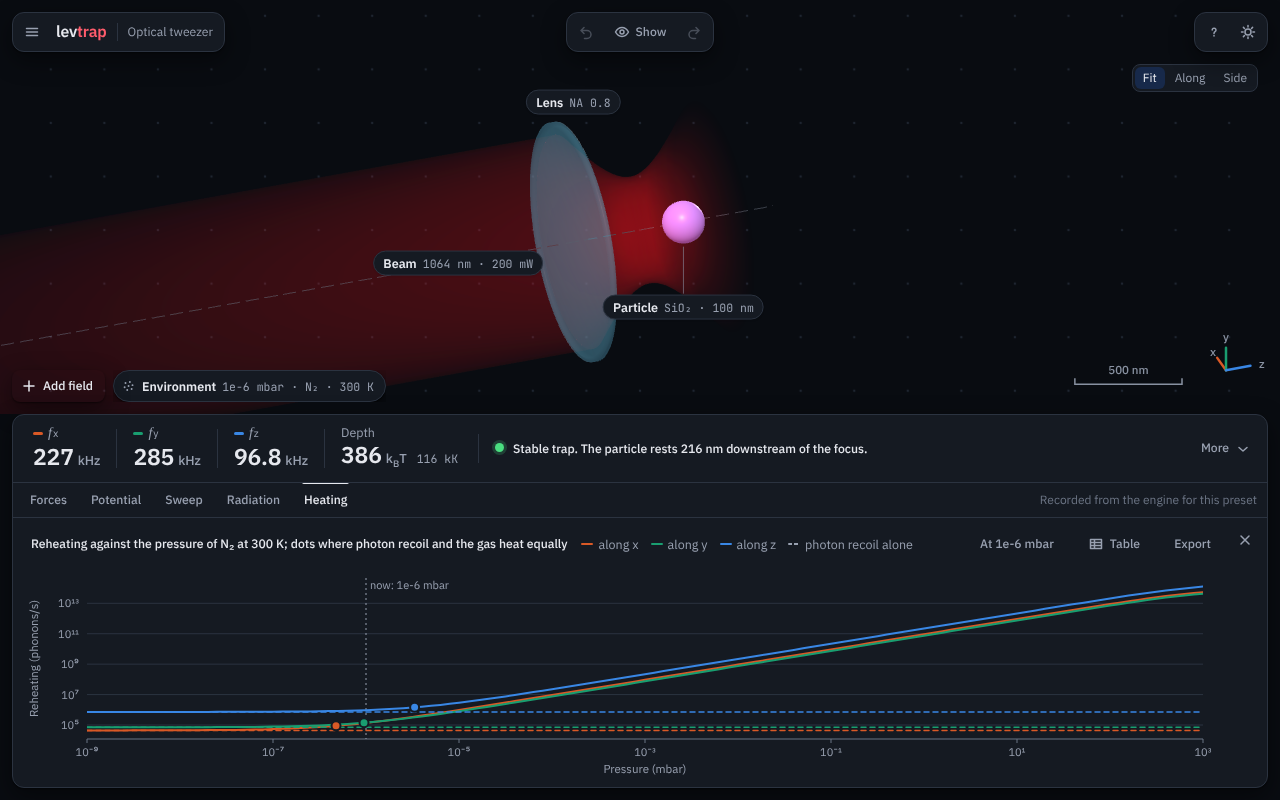 levtrap Optical tweezer Show ?
Fit Along Side
Lens NA 0.8
Beam 1064 nm · 200 mW
Particle SiO₂ · 100 nm
500 nm
y
x
z
Add field Environment 1e-6 mbar · N₂ · 300 K
fx fy fz Depth
227 kHz 285 kHz 96.8 kHz 386 kBT 116 kK
Stable trap. The particle rests 216 nm downstream of the focus.
More
Forces Potential Sweep Radiation Heating Recorded from the engine for this preset
Reheating against the pressure of N₂ at 300 K; dots where photon recoil and the gas heat equally along x along y along z photon recoil alone At 1e-6 mbar Table Export
now: 1e-6 mbar
Reheating (phonons/s)
10¹³
10¹¹
10⁹
10⁷
10⁵
10⁻⁹ 10⁻⁷ 10⁻⁵ 10⁻³ 10⁻¹ 10¹ 10³
Pressure (mbar)